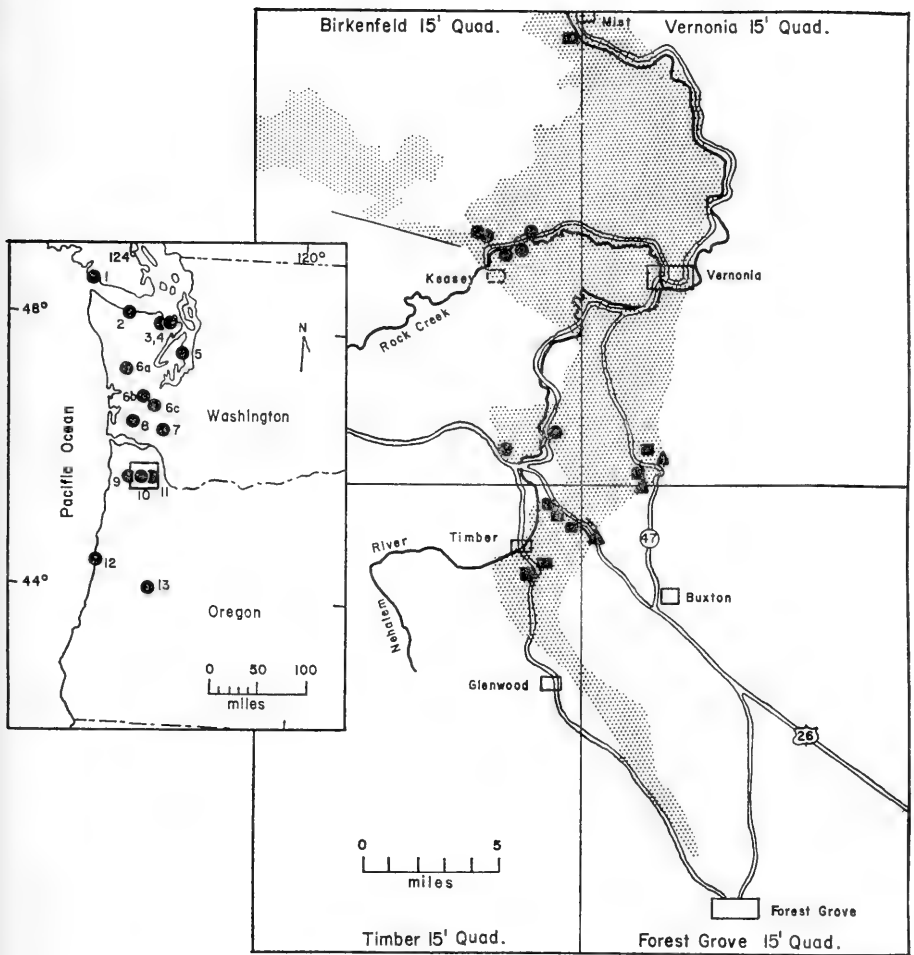 Birkenfeld 15' Quad.
Vernonia 15' Quad.
Mist
Keasey
Vernonia
Rock Creek
Timber
River
Nehalem
47
Buxton
Glenwood
26
0 5
miles
Forest Grove
Timber 15' Quad.
Forest Grove 15' Quad.
124°
120°
48°
44°
1
2
3,4
5
6a
6b
6c
7
8
9
10
11
12
13
N
Washington
Pacific Ocean
Oregon
0 50 100
miles